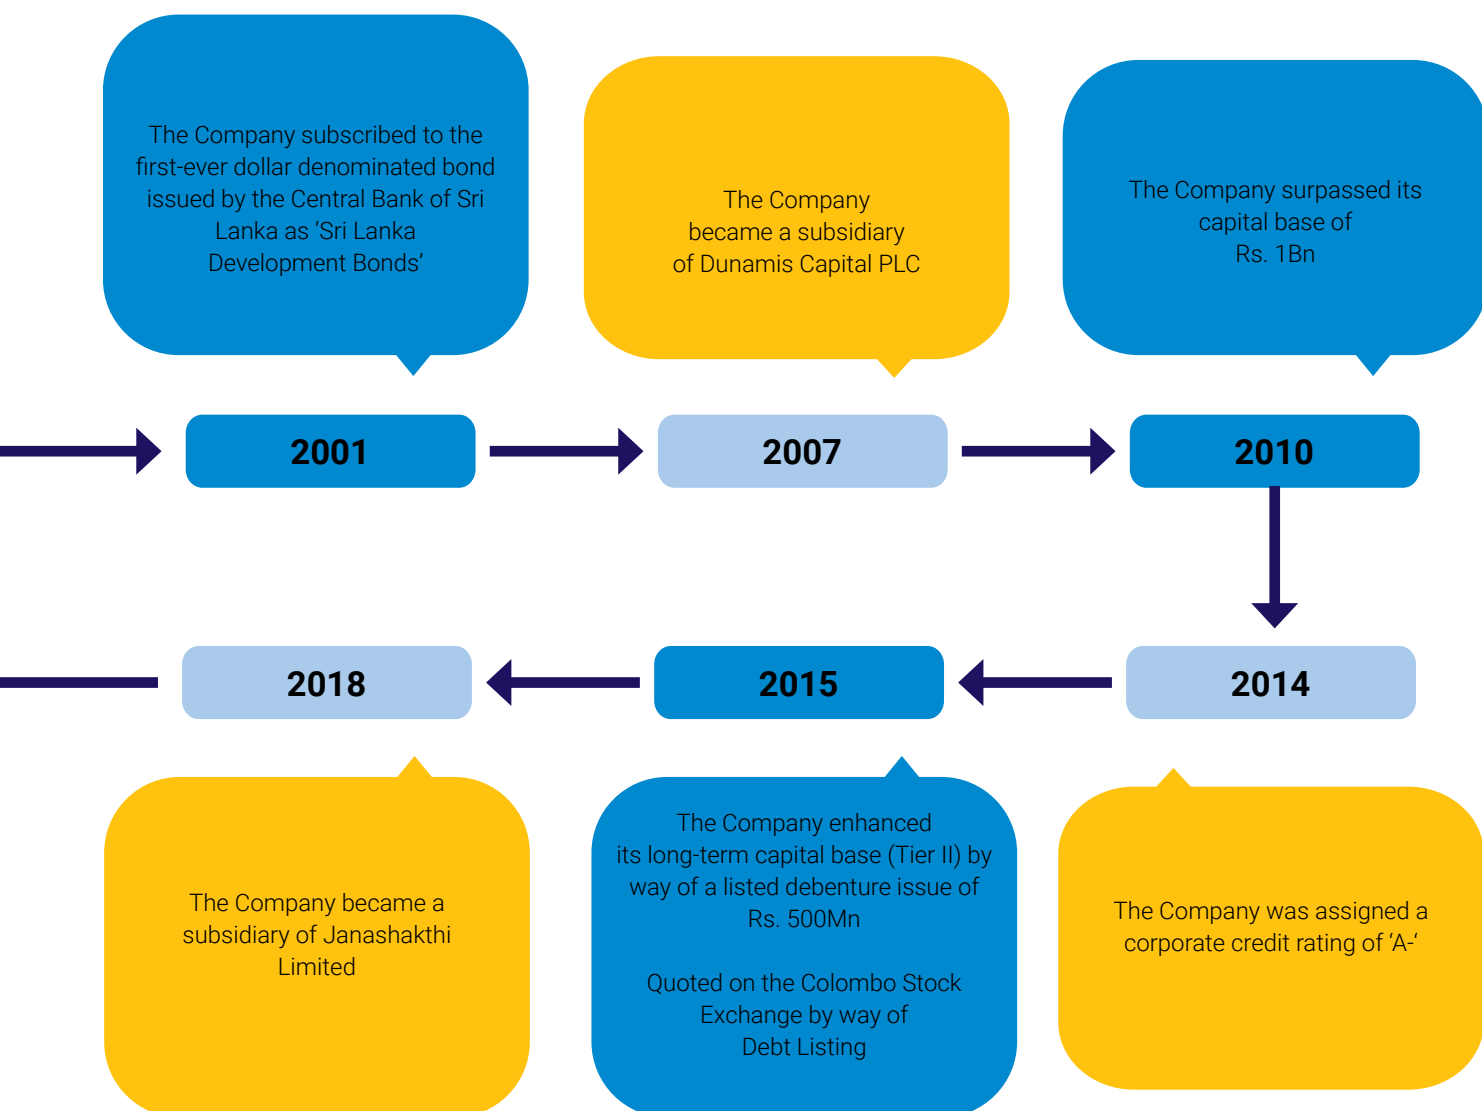 The Company subscribed to the
first-ever dollar denominated bond
issued by the Central Bank of Sri
Lanka as ‘Sri Lanka
Development Bonds’
The Company
became a subsidiary
of Dunamis Capital PLC
The Company surpassed its
capital base of
Rs. 1Bn
2001
2007
2010
2018
2015
2014
The Company became a
subsidiary of Janashakthi
Limited
The Company enhanced
its long-term capital base (Tier II) by
way of a listed debenture issue of
Rs. 500Mn
Quoted on the Colombo Stock
Exchange by way of
Debt Listing
The Company was assigned a
corporate credit rating of ‘A-‘